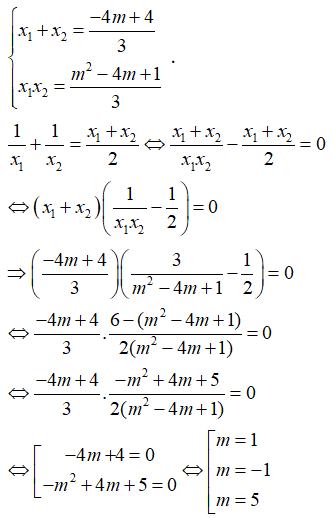 { x₁ + x₂ = (-4m + 4)/3
{ x₁x₂ = (m² - 4m + 1)/3 .
1/x₁ + 1/x₂ = (x₁ + x₂)/2 ⇔ (x₁ + x₂)/(x₁x₂) - (x₁ + x₂)/2 = 0
⇔ (x₁ + x₂)(1/(x₁x₂) - 1/2) = 0
⇒ ((-4m + 4)/3)(3/(m² - 4m + 1) - 1/2) = 0
⇔ (-4m + 4)/3 . (6 - (m² - 4m + 1))/(2(m² - 4m + 1)) = 0
⇔ (-4m + 4)/3 . (-m² + 4m + 5)/(2(m² - 4m + 1)) = 0
⇔ [ -4m + 4 = 0
-m² + 4m + 5 = 0 ⇔ [ m = 1
m = -1
m = 5